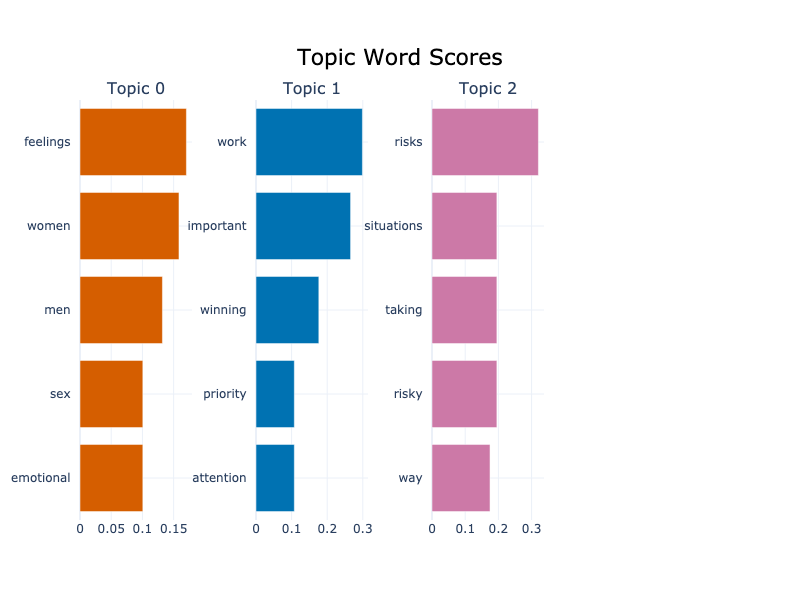 Topic Word Scores
Topic 0
feelings
women
men
sex
emotional
0 0.05 0.1 0.15
Topic 1
work
important
winning
priority
attention
0 0.1 0.2 0.3
Topic 2
risks
situations
taking
risky
way
0 0.1 0.2 0.3